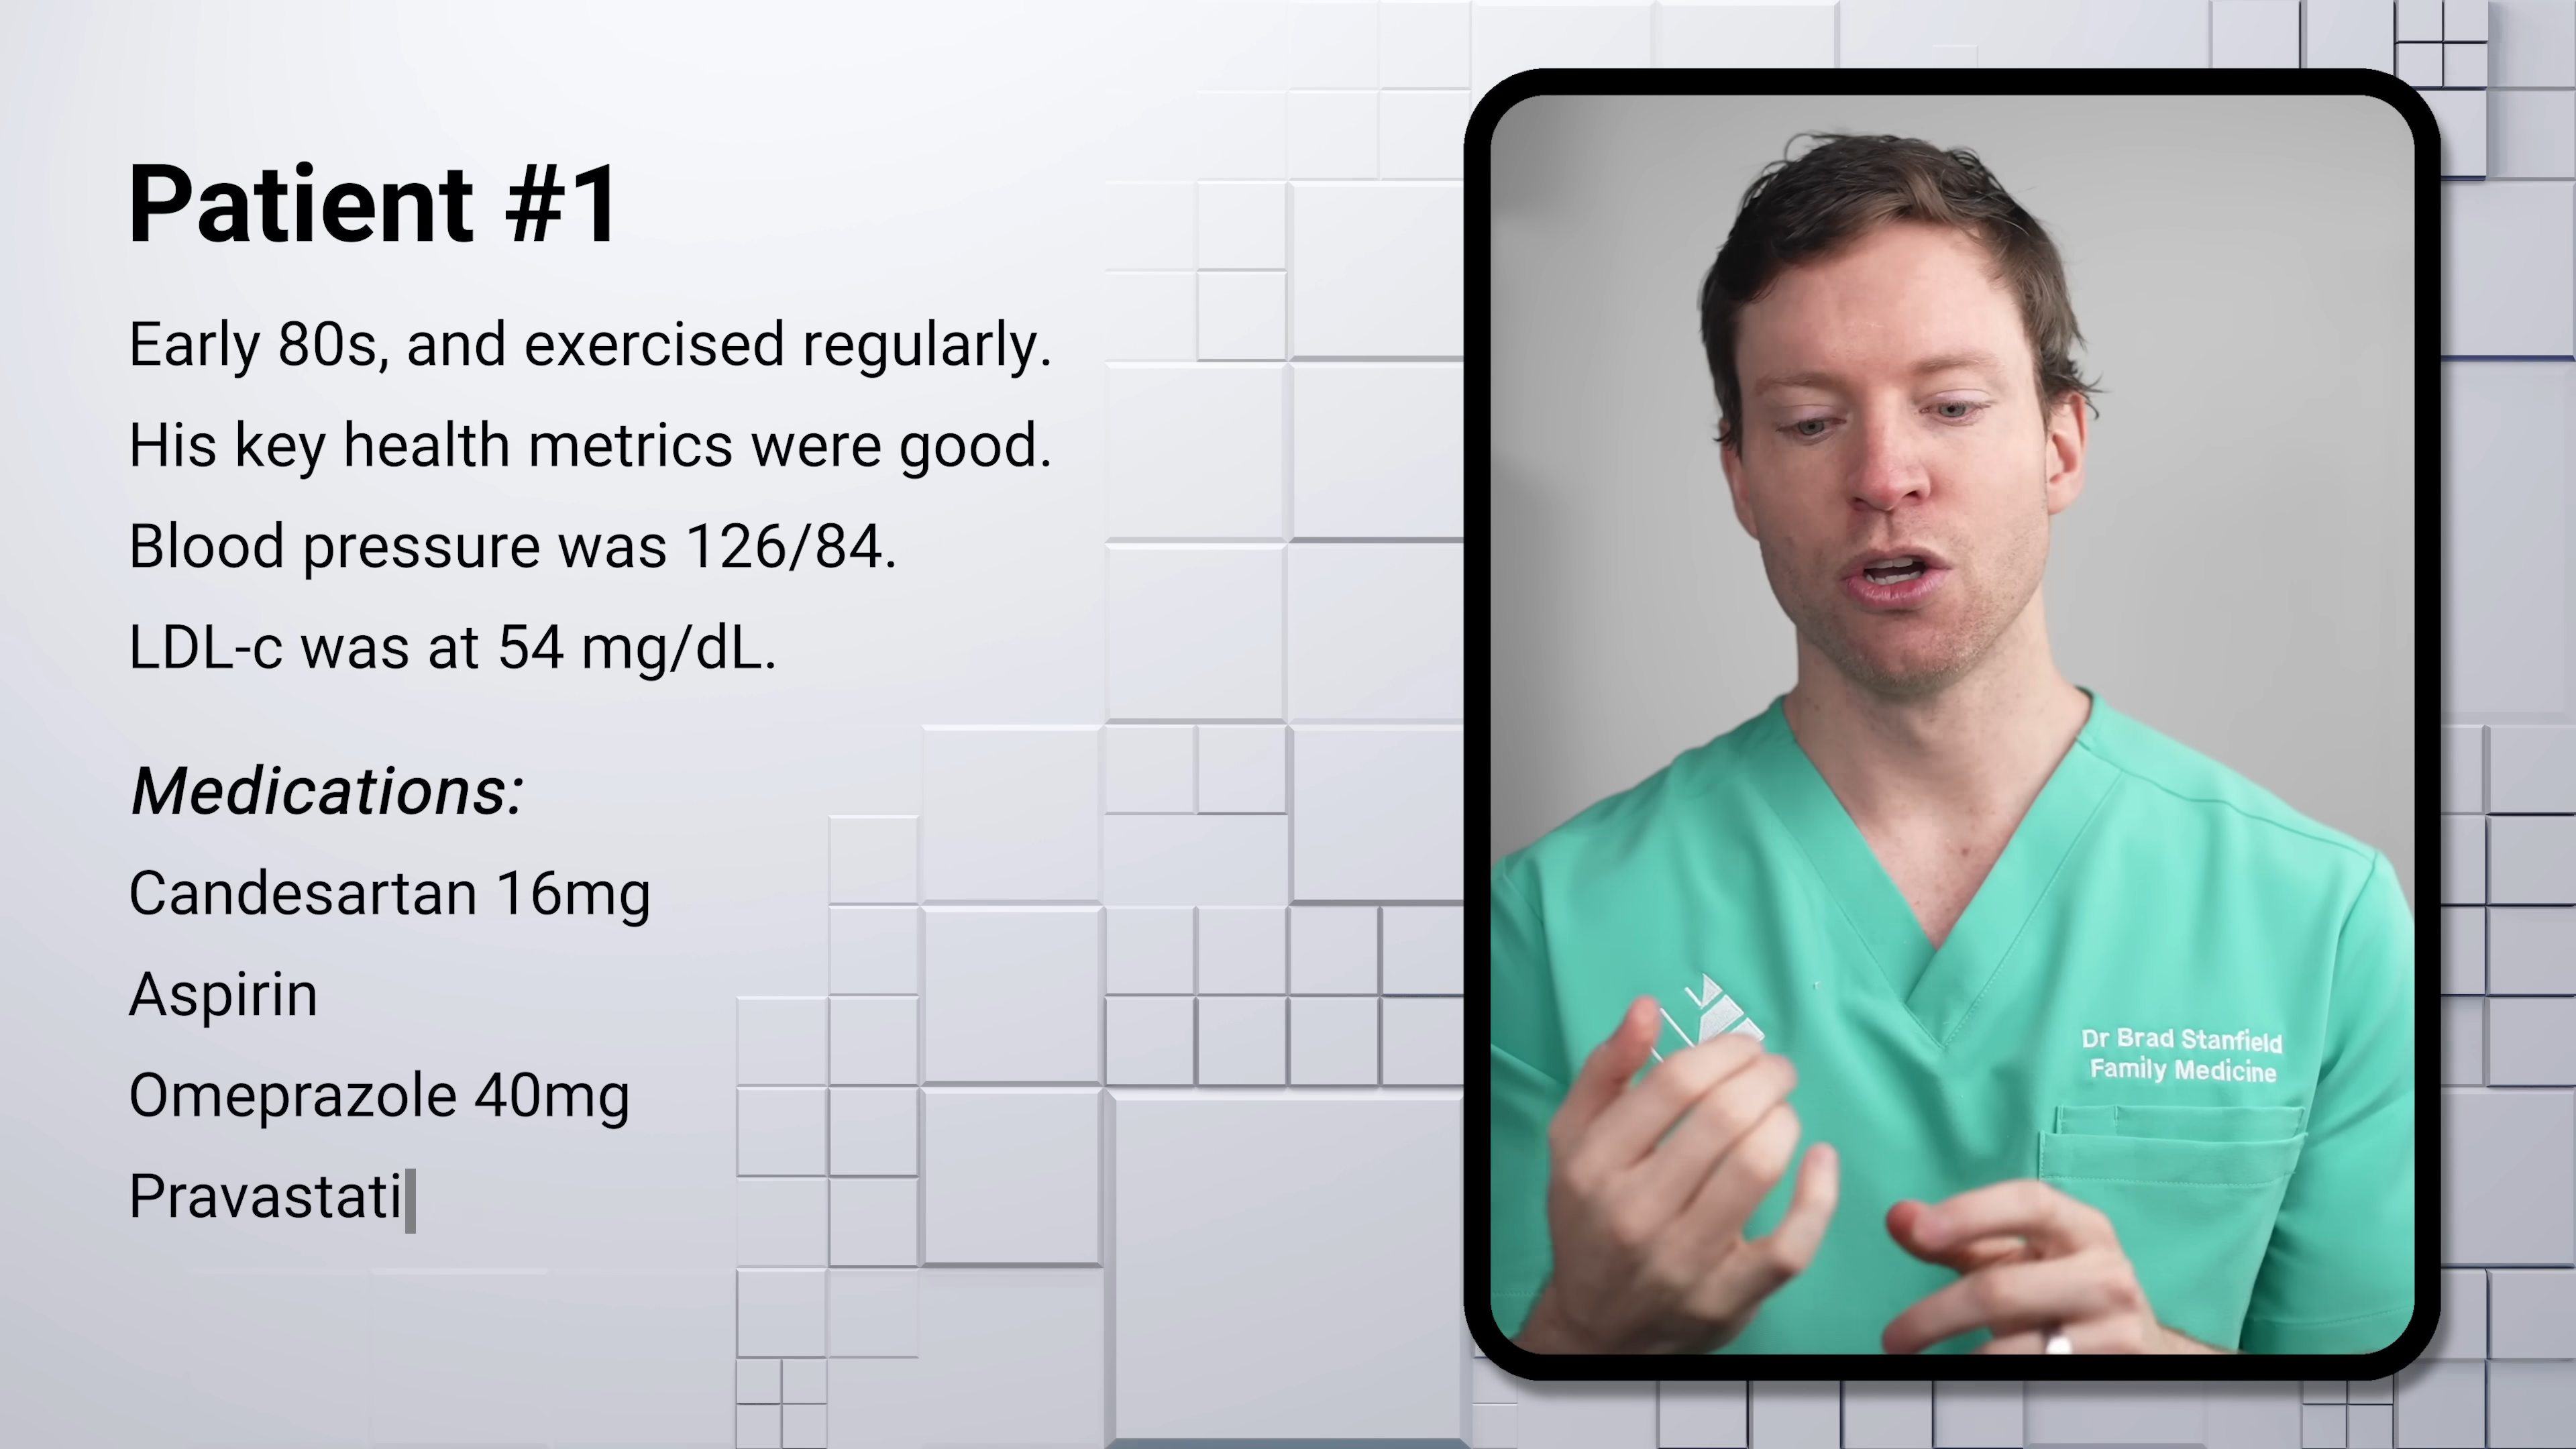 Patient #1
Early 80s, and exercised regularly.
His key health metrics were good.
Blood pressure was 126/84.
LDL-c was at 54 mg/dL.
Medications:
Candesartan 16mg
Aspirin
Omeprazole 40mg
Pravastati
Dr Brad Stanfield
Family Medicine